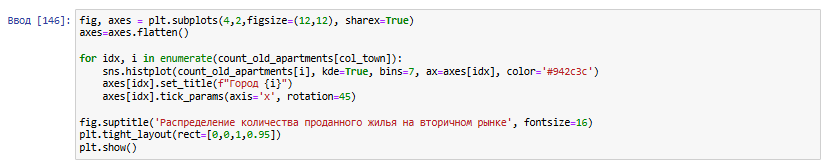 Ввод [146]: fig, axes = plt.subplots(4,2,figsize=(12,12), sharex=True)
axes=axes.flatten()
for idx, i in enumerate(count_old_apartments[col_town]):
    sns.histplot(count_old_apartments[i], kde=True, bins=7, ax=axes[idx], color='#942c3c')
    axes[idx].set_title(f"Город {i}")
    axes[idx].tick_params(axis='x', rotation=45)
fig.suptitle('Распределение количества проданного жилья на вторичном рынке', fontsize=16)
plt.tight_layout(rect=[0,0,1,0.95])
plt.show()